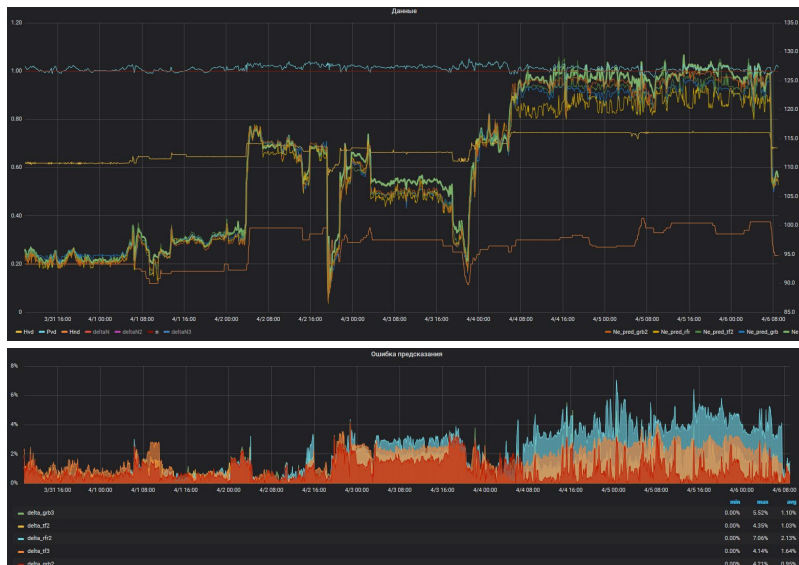 Данные
1.20 135.0
130.0
1.00 125.0
120.0
0.80
115.0
0.60
110.0
105.0
0.40 100.0
95.0
0.20
90.0
0 85.0
3/31 16:00 4/1 00:00 4/1 08:00 4/1 16:00 4/2 00:00 4/2 08:00 4/2 16:00 4/3 00:00 4/3 08:00 4/3 16:00 4/4 00:00 4/4 08:00 4/4 16:00 4/5 00:00 4/5 08:00 4/5 16:00 4/6 00:00 4/6 08:00
Hvd Pvd Hnd deltaN deltaN2 e deltaN3 Ne_pred_grb2 Ne_pred_rfr Ne_pred_tf2 Ne_pred_grb Ne
Ошибка предсказания
8%
6%
4%
2%
0%
3/31 16:00 4/1 00:00 4/1 08:00 4/1 16:00 4/2 00:00 4/2 08:00 4/2 16:00 4/3 00:00 4/3 08:00 4/3 16:00 4/4 00:00 4/4 08:00 4/4 16:00 4/5 00:00 4/5 08:00 4/5 16:00 4/6 00:00 4/6 08:00
min max avg
delta_grb3 0.00% 5.52% 1.10%
delta_tf2 0.00% 4.35% 1.03%
delta_rfr2 0.00% 7.06% 2.13%
delta_tf3 0.00% 4.14% 1.64%
delta_grb2 0.00% 4.21% 0.95%